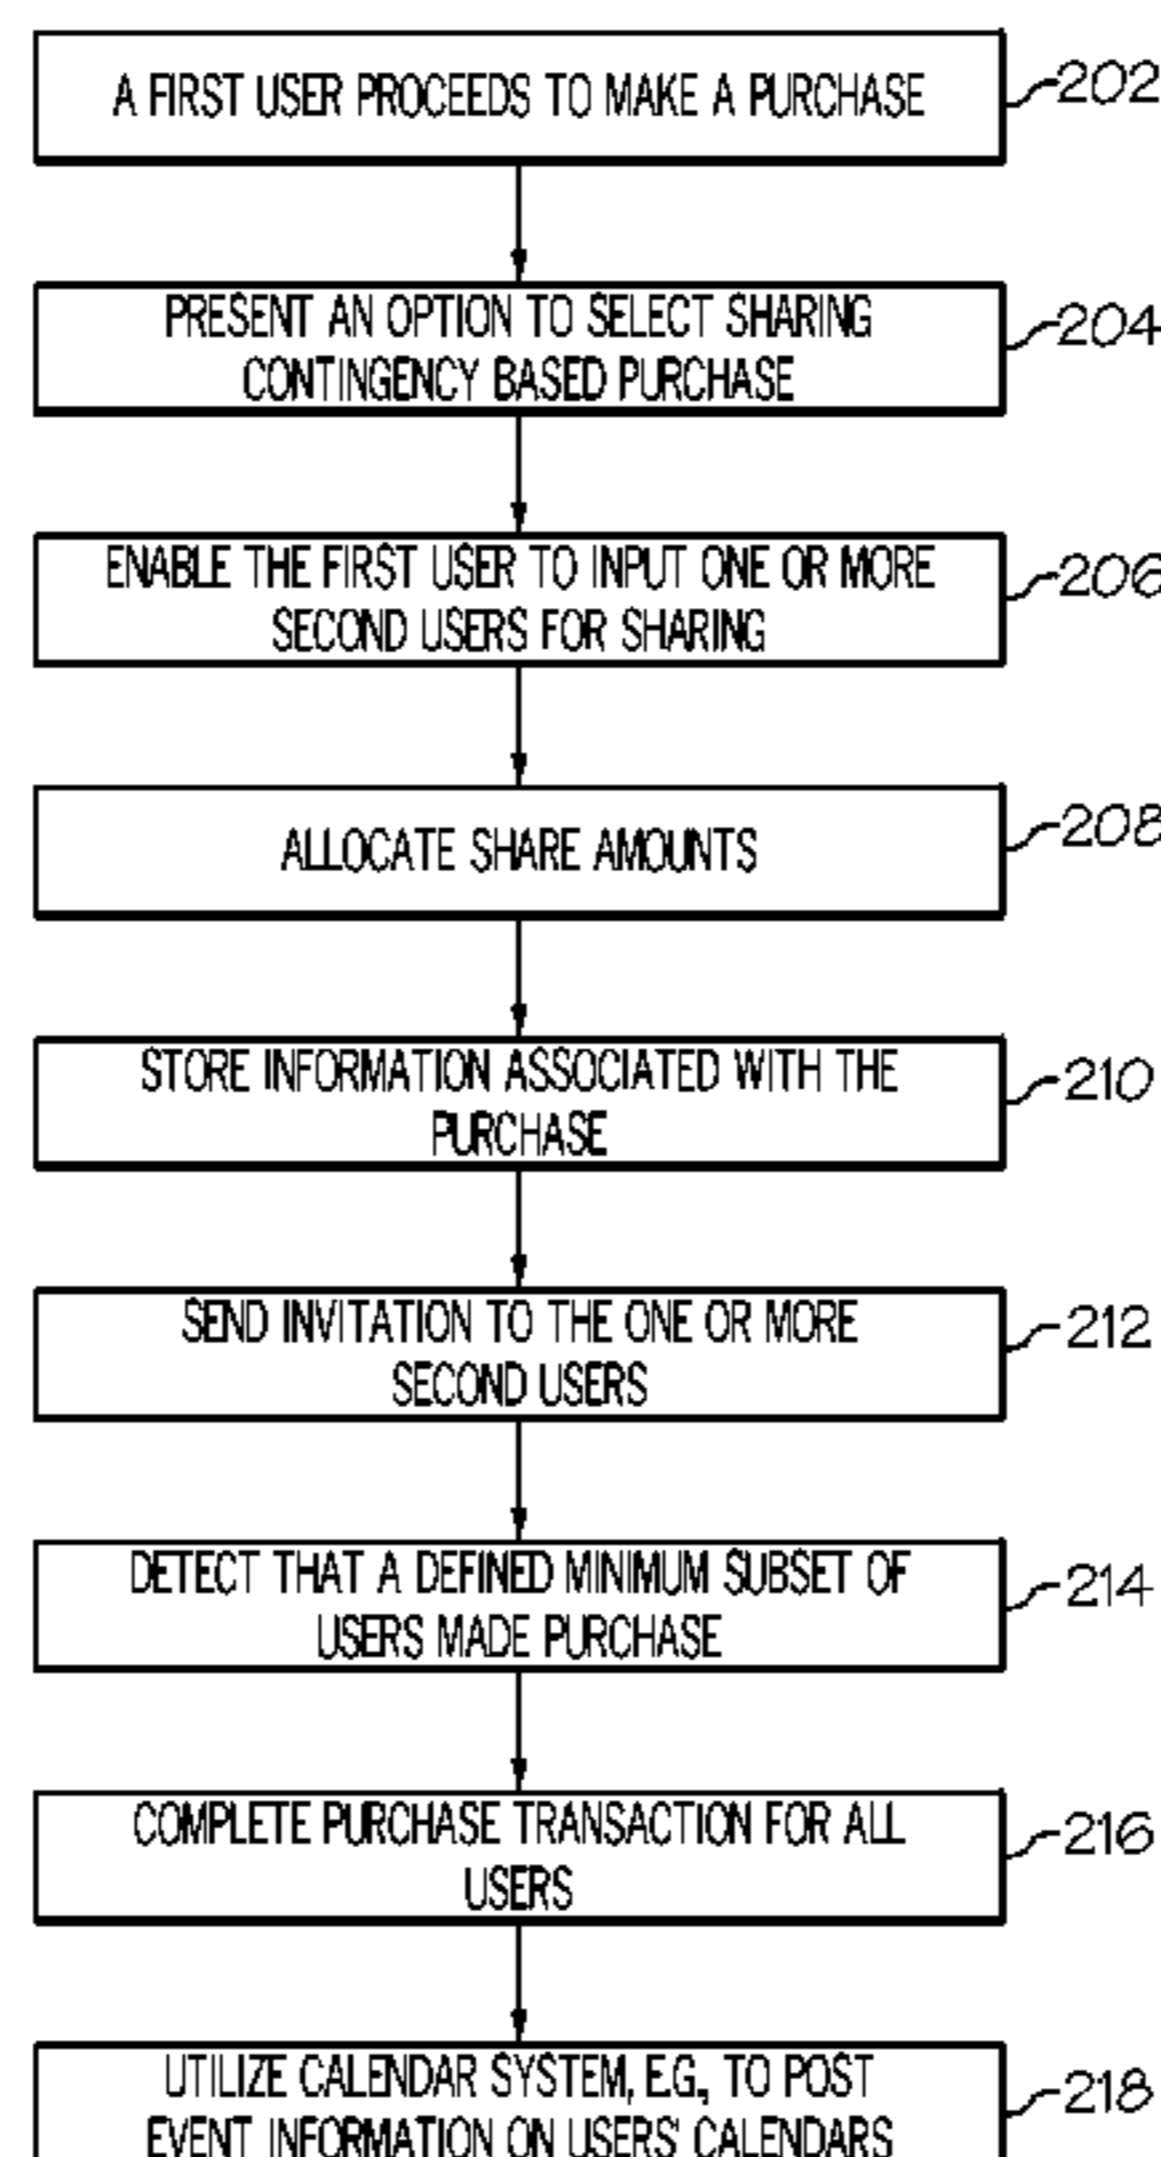 A FIRST USER PROCEEDS TO MAKE A PURCHASE
202
PRESENT AN OPTION TO SELECT SHARING
CONTINGENCY BASED PURCHASE
204
ENABLE THE FIRST USER TO INPUT ONE OR MORE
SECOND USERS FOR SHARING
206
ALLOCATE SHARE AMOUNTS
208
STORE INFORMATION ASSOCIATED WITH THE
PURCHASE
210
SEND INVITATION TO THE ONE OR MORE
SECOND USERS
212
DETECT THAT A DEFINED MINIMUM SUBSET OF
USERS MADE PURCHASE
214
COMPLETE PURCHASE TRANSACTION FOR ALL
USERS
216
UTILIZE CALENDAR SYSTEM, E.G., TO POST
EVENT INFORMATION ON USERS' CALENDARS
218